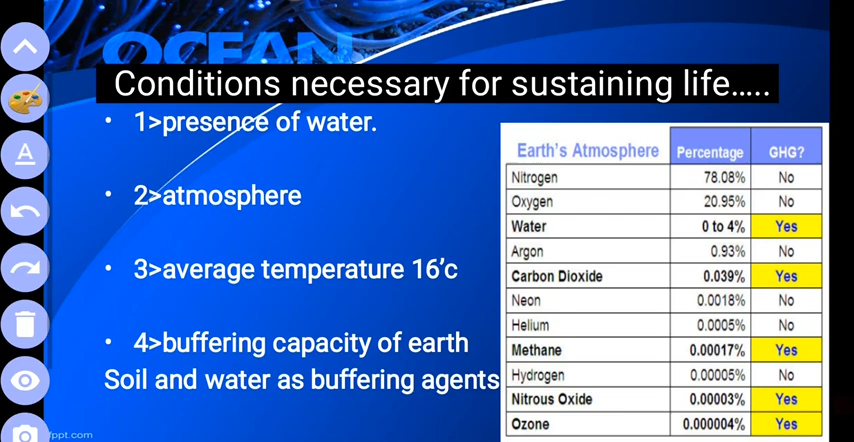 OCEAN
Conditions necessary for sustaining life…..
• 1>presence of water.
• 2>atmosphere
• 3>average temperature 16’c
• 4>buffering capacity of earth
Soil and water as buffering agents
Earth's Atmosphere Percentage GHG?
Nitrogen 78.08% No
Oxygen 20.95% No
Water 0 to 4% Yes
Argon 0.93% No
Carbon Dioxide 0.039% Yes
Neon 0.0018% No
Helium 0.0005% No
Methane 0.00017% Yes
Hydrogen 0.00005% No
Nitrous Oxide 0.00003% Yes
Ozone 0.000004% Yes
A
fppt.com